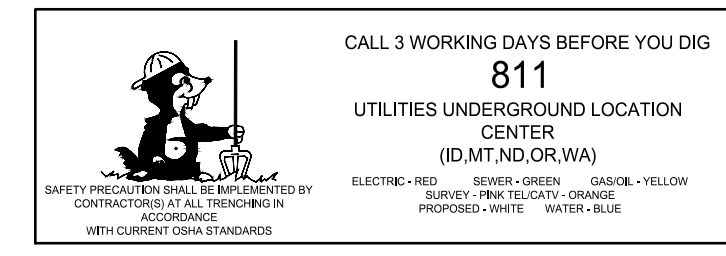 CALL 3 WORKING DAYS BEFORE YOU DIG
811
UTILITIES UNDERGROUND LOCATION
CENTER
(ID,MT,ND,OR,WA)
ELECTRIC - RED SEWER - GREEN GAS/OIL - YELLOW
SURVEY - PINK TEL/CATV - ORANGE
PROPOSED - WHITE WATER - BLUE
SAFETY PRECAUTION SHALL BE IMPLEMENTED BY
CONTRACTOR(S) AT ALL TRENCHING IN
ACCORDANCE
WITH CURRENT OSHA STANDARDS